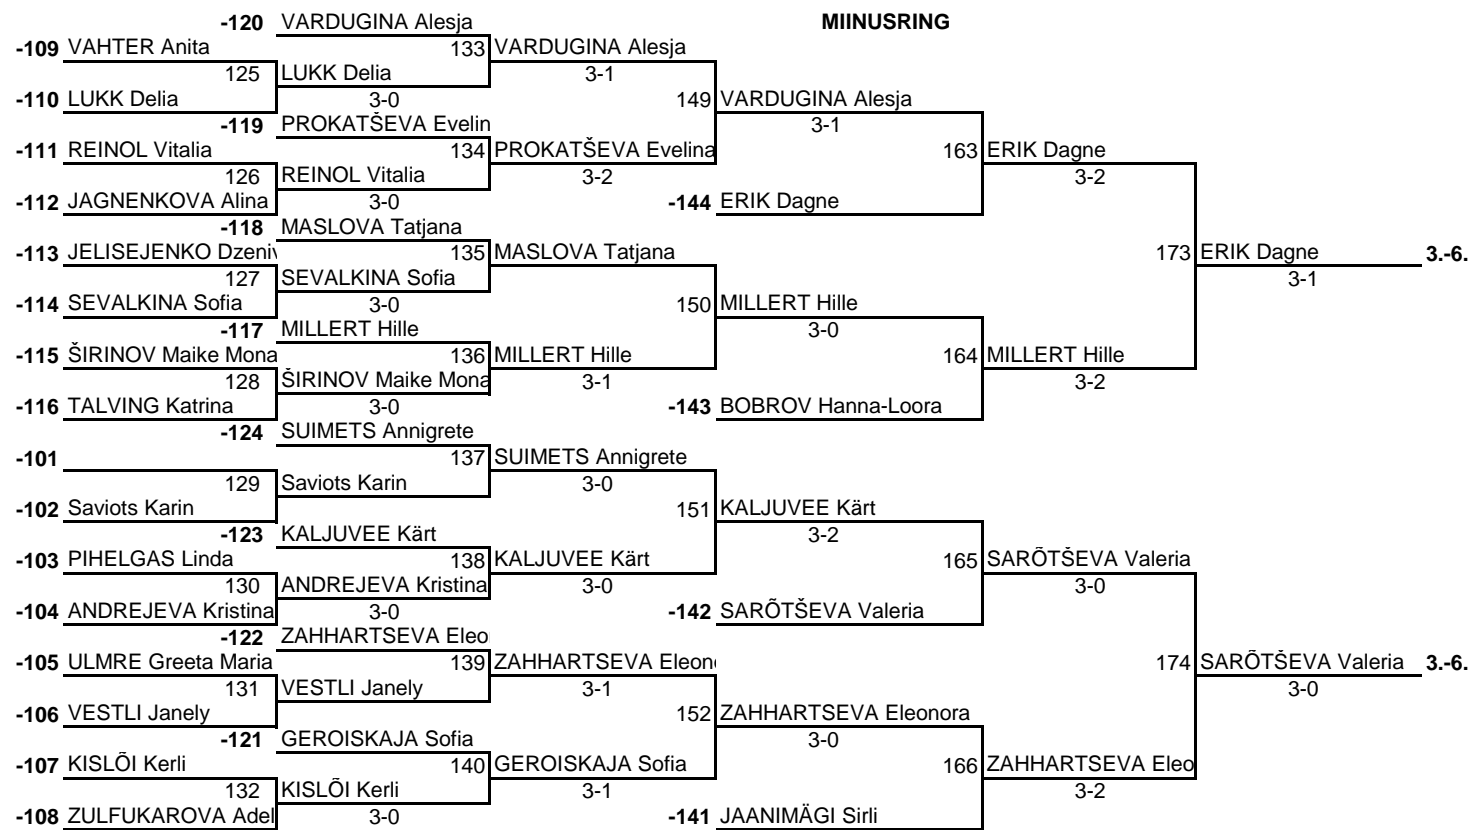 -120 VARDUGINA Alesja MIINUSRING
-109 VAHTER Anita 133 VARDUGINA Alesja
125 LUKK Delia 3-1
-110 LUKK Delia 3-0 149 VARDUGINA Alesja
-119 PROKATŠEVA Evelin 3-1
-111 REINOL Vitalia 134 PROKATŠEVA Evelina 163 ERIK Dagne
126 REINOL Vitalia 3-2 3-2
-112 JAGNENKOVA Alina 3-0 -144 ERIK Dagne
-118 MASLOVA Tatjana
-113 JELISEJENKO Dzeniv 135 MASLOVA Tatjana 173 ERIK Dagne 3.-6.
127 SEVALKINA Sofia 3-1
-114 SEVALKINA Sofia 3-0 150 MILLERT Hille
-117 MILLERT Hille 3-0
-115 ŠIRINOV Maike Mona 136 MILLERT Hille 164 MILLERT Hille
128 ŠIRINOV Maike Mona 3-1 3-2
-116 TALVING Katrina 3-0 -143 BOBROV Hanna-Loora
-124 SUIMETS Annigrete
-101 137 SUIMETS Annigrete
129 Saviots Karin 3-0
-102 Saviots Karin 151 KALJUVEE Kärt
-123 KALJUVEE Kärt 3-2
-103 PIHELGAS Linda 138 KALJUVEE Kärt 165 SARÕTŠEVA Valeria
130 ANDREJEVA Kristina 3-0 3-0
-104 ANDREJEVA Kristina 3-0 -142 SARÕTŠEVA Valeria
-122 ZAHHARTSEVA Eleo
-105 ULMRE Greeta Maria 139 ZAHHARTSEVA Eleon 174 SARÕTŠEVA Valeria 3.-6.
131 VESTLI Janely 3-1 3-0
-106 VESTLI Janely 152 ZAHHARTSEVA Eleonora
-121 GEROISKAJA Sofia 3-0
-107 KISLÕI Kerli 140 GEROISKAJA Sofia 166 ZAHHARTSEVA Eleo
132 KISLÕI Kerli 3-1 3-2
-108 ZULFUKAROVA Adel 3-0 -141 JAANIMÄGI Sirli